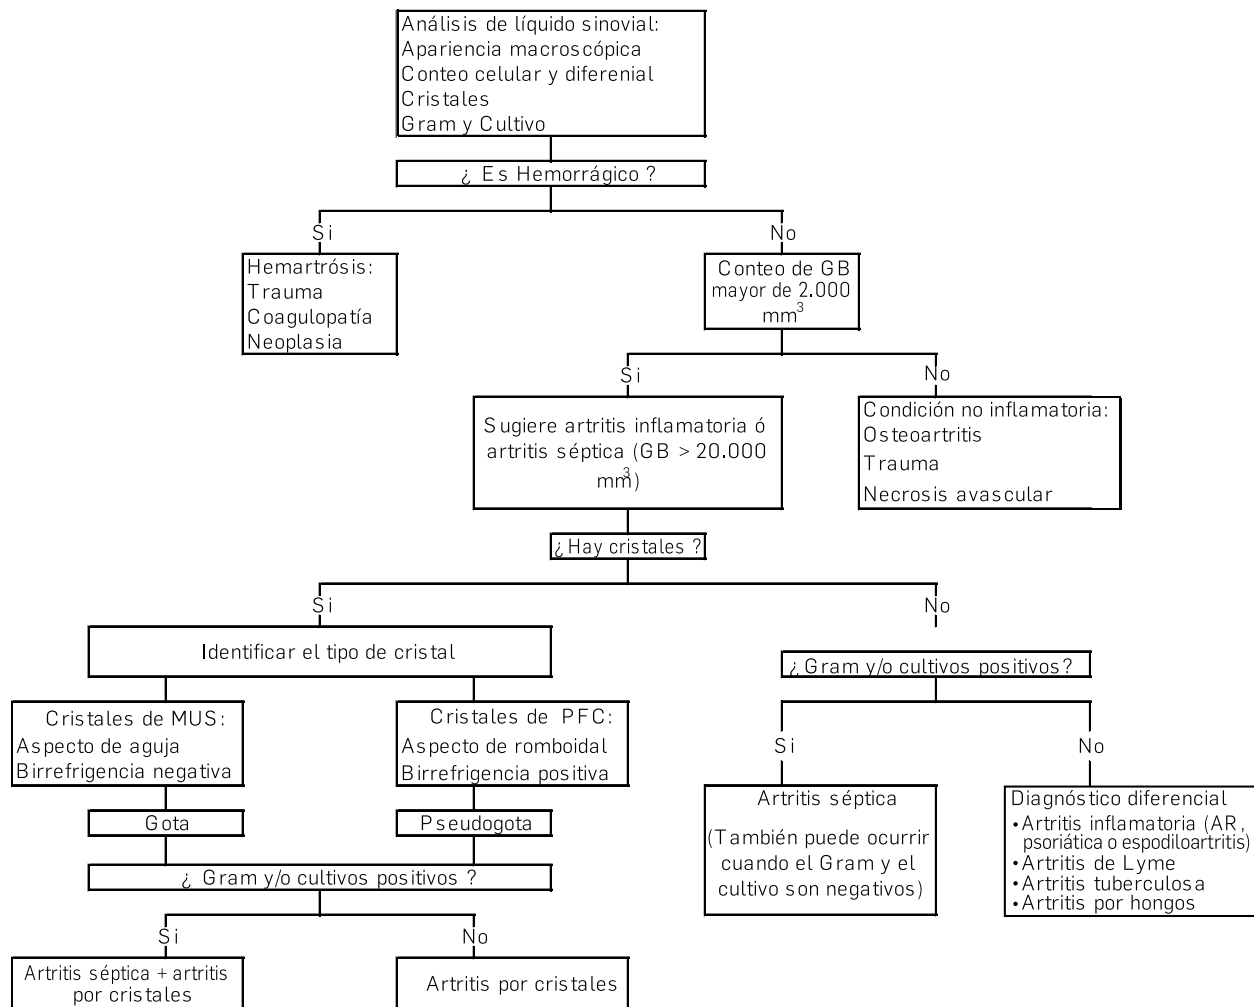 Análisis de líquido sinovial:
Apariencia macroscópica
Conteo celular y diferenial
Cristales
Gram y Cultivo
¿ Es Hemorrágico ?
Si
No
Hemartrósis:
Trauma
Coagulopatía
Neoplasia
Conteo de GB
mayor de 2.000
mm³
Si
No
Sugiere artritis inflamatoria ó
artritis séptica (GB > 20.000
mm³)
Condición no inflamatoria:
Osteoartritis
Trauma
Necrosis avascular
¿Hay cristales ?
Si
No
Identificar el tipo de cristal
¿Gram y/o cultivos positivos?
Cristales de MUS:
Aspecto de aguja
Birrefrigencia negativa
Cristales de PFC:
Aspecto de romboidal
Birrefrigencia positiva
Si
No
Gota
Pseudogota
Artritis séptica
(También puede ocurrir
cuando el Gram y el
cultivo son negativos)
Diagnóstico diferencial
•Artritis inflamatoria (AR,
psoriática o espodiloartritis)
•Artritis de Lyme
•Artritis tuberculosa
•Artritis por hongos
¿ Gram y/o cultivos positivos ?
Si
No
Artritis séptica + artritis
por cristales
Artritis por cristales